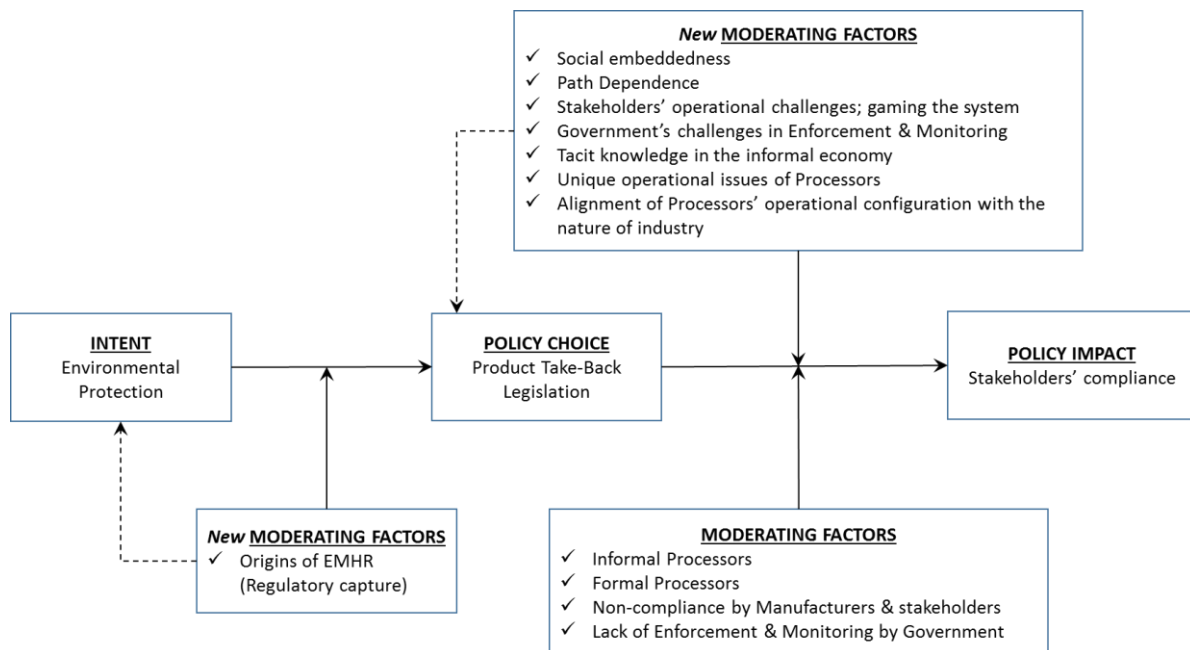 New MODERATING FACTORS
✓ Social embeddedness
✓ Path Dependence
✓ Stakeholders’ operational challenges; gaming the system
✓ Government’s challenges in Enforcement & Monitoring
✓ Tacit knowledge in the informal economy
✓ Unique operational issues of Processors
✓ Alignment of Processors’ operational configuration with the
nature of industry
INTENT
Environmental
Protection
POLICY CHOICE
Product Take-Back
Legislation
POLICY IMPACT
Stakeholders’ compliance
New MODERATING FACTORS
✓ Origins of EMHR
(Regulatory capture)
MODERATING FACTORS
✓ Informal Processors
✓ Formal Processors
✓ Non-compliance by Manufacturers & stakeholders
✓ Lack of Enforcement & Monitoring by Government